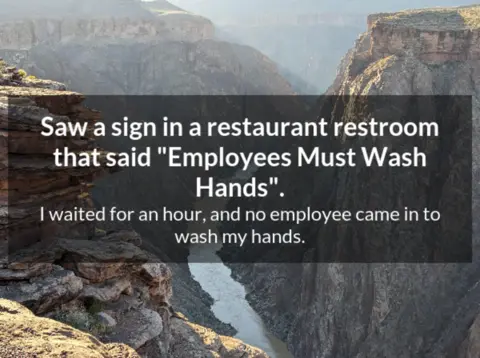 Saw a sign in a restaurant restroom
that said "Employees Must Wash
Hands".
I waited for an hour, and no employee came in to
wash my hands.